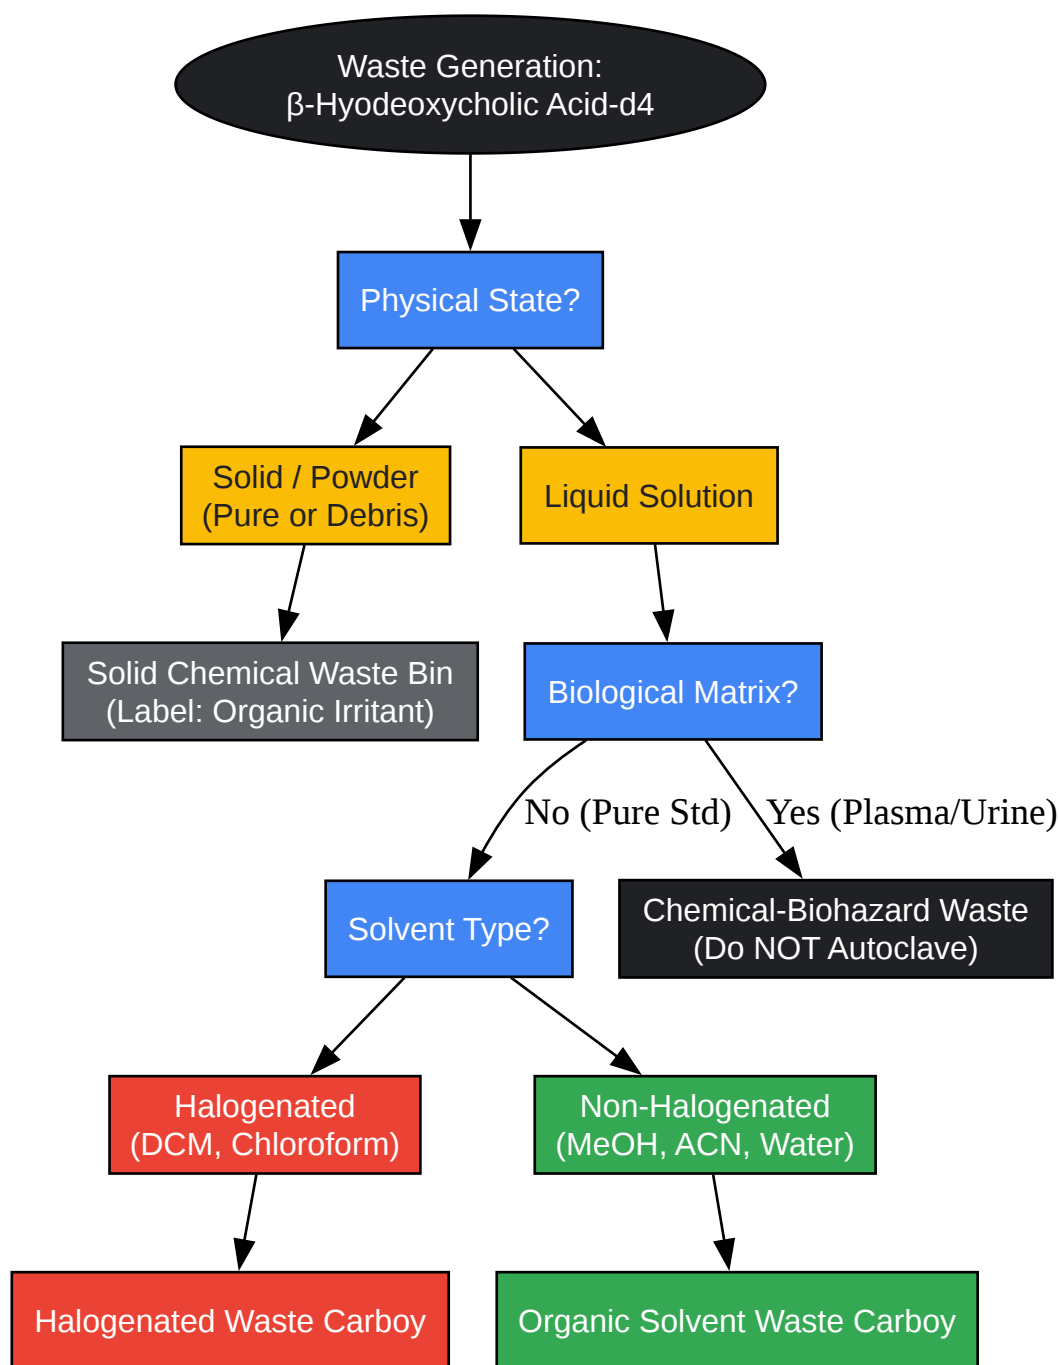 Waste Generation:
β-Hyodeoxycholic Acid-d4
Physical State?
Solid / Powder
(Pure or Debris)
Liquid Solution
Solid Chemical Waste Bin
(Label: Organic Irritant)
Biological Matrix?
No (Pure Std)
Yes (Plasma/Urine)
Solvent Type?
Chemical-Biohazard Waste
(Do NOT Autoclave)
Halogenated
(DCM, Chloroform)
Non-Halogenated
(MeOH, ACN, Water)
Halogenated Waste Carboy
Organic Solvent Waste Carboy